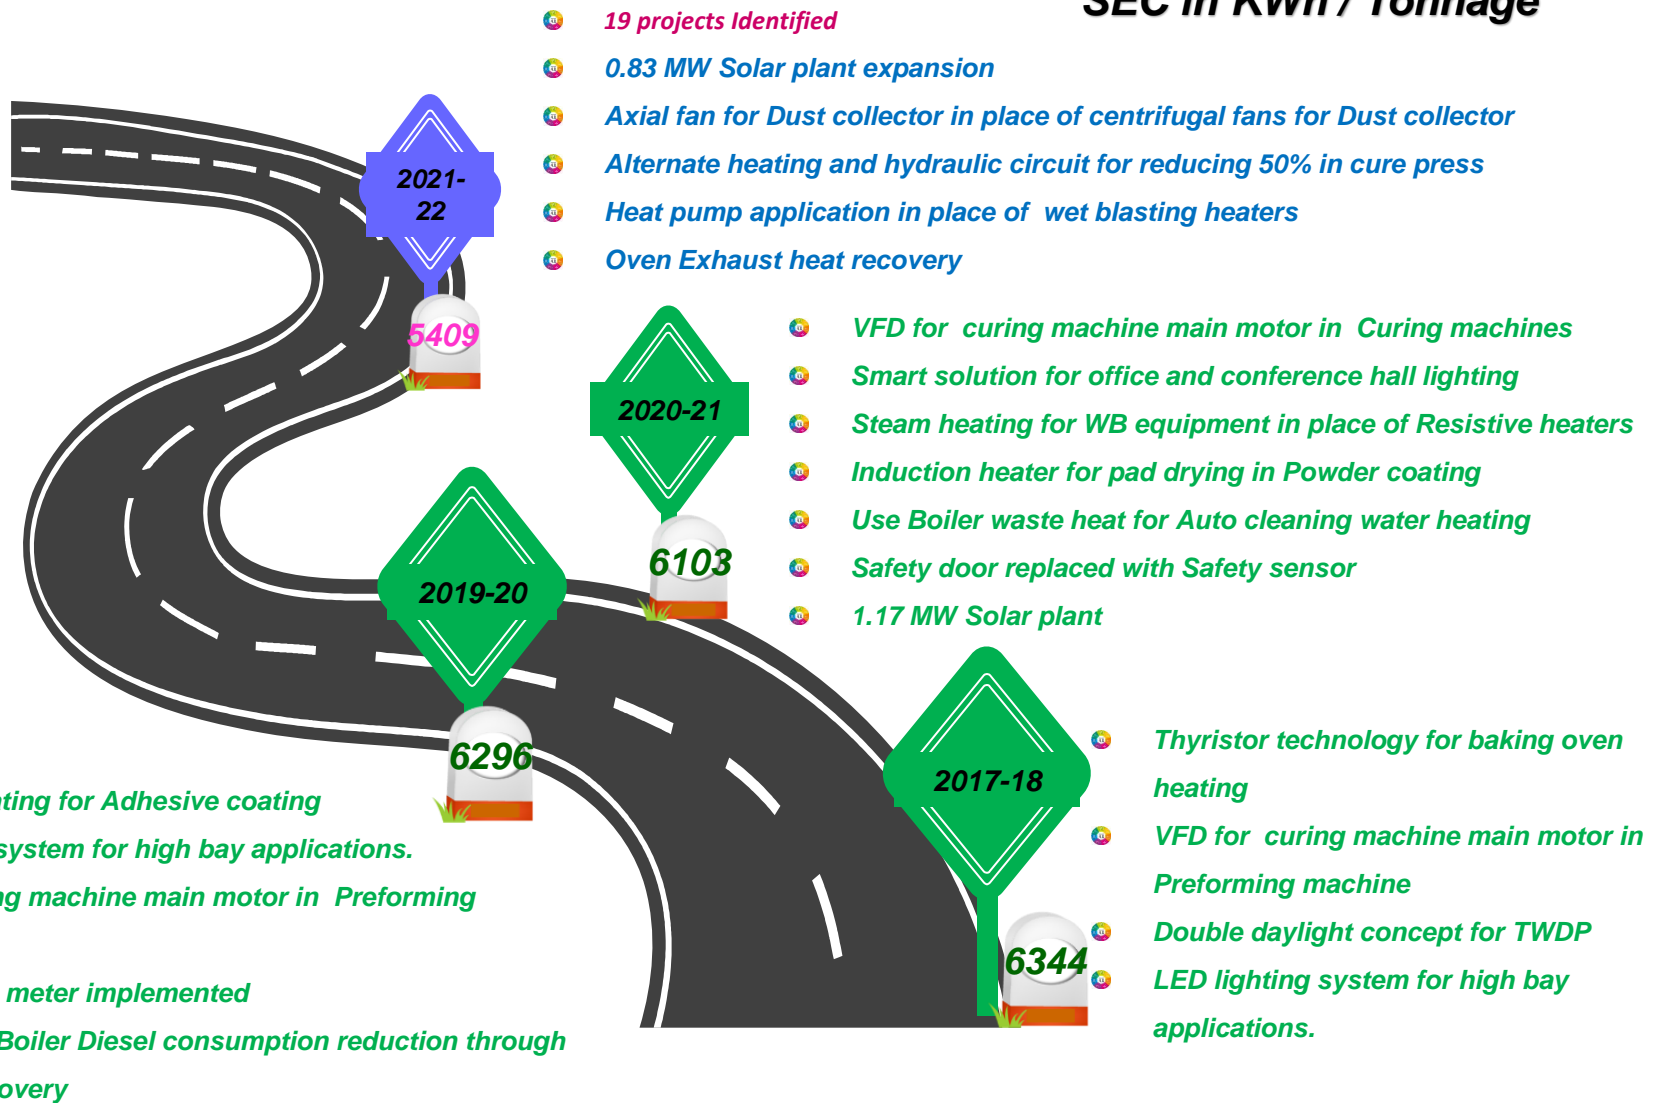 SEC in KWh / Tonnage
19 projects Identified
0.83 MW Solar plant expansion
Axial fan for Dust collector in place of centrifugal fans for Dust collector
Alternate heating and hydraulic circuit for reducing 50% in cure press
Heat pump application in place of wet blasting heaters
Oven Exhaust heat recovery
2021-
22
5409
VFD for curing machine main motor in Curing machines
Smart solution for office and conference hall lighting
Steam heating for WB equipment in place of Resistive heaters
Induction heater for pad drying in Powder coating
Use Boiler waste heat for Auto cleaning water heating
Safety door replaced with Safety sensor
1.17 MW Solar plant
2020-21
6103
2019-20
6296
2017-18
6344
Thyristor technology for baking oven
heating
VFD for curing machine main motor in
Preforming machine
Double daylight concept for TWDP
LED lighting system for high bay
applications.
for Adhesive coating
system for high bay applications.
machine main motor in Preforming
meter implemented
Boiler Diesel consumption reduction through